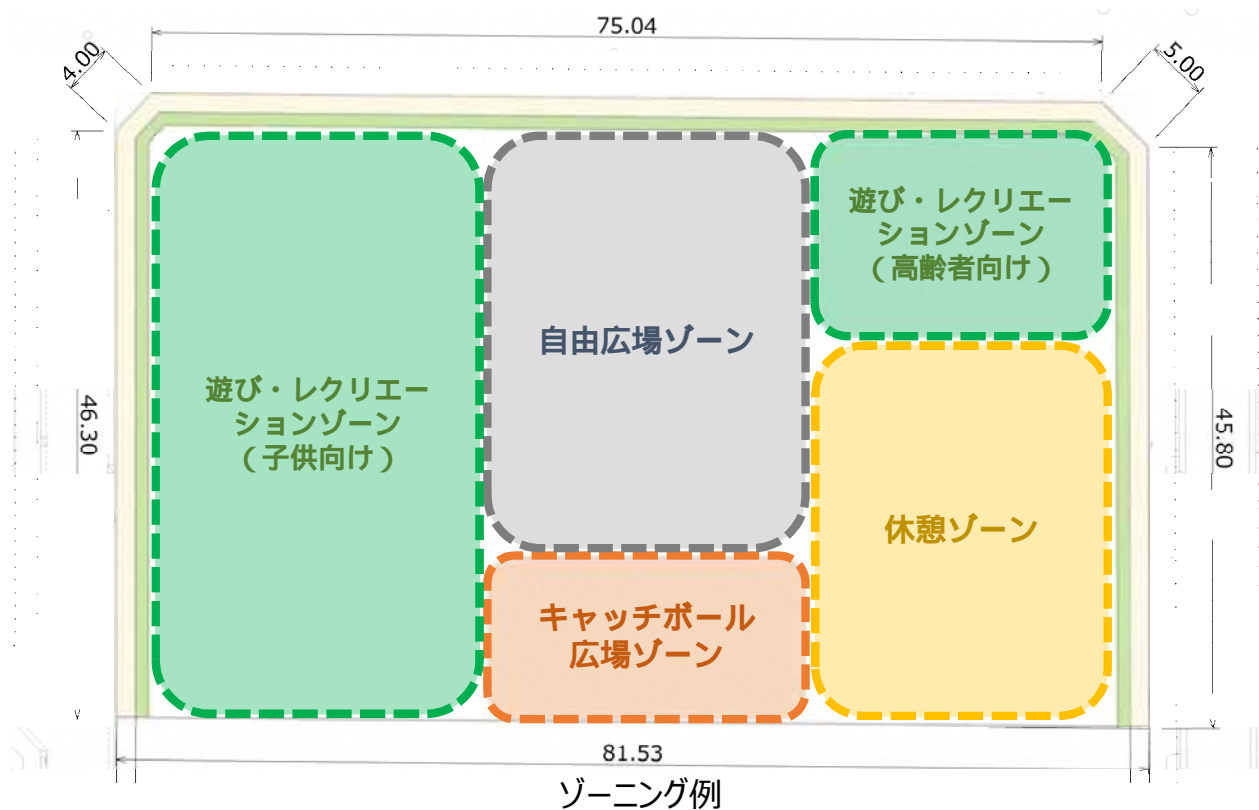 75.04
4.00
5.00
遊び・レクリエー
ションゾーン
（高齢者向け）
自由広場ゾーン
遊び・レクリエー
ションゾーン
（子供向け）
46.30
45.80
休憩ゾーン
キャッチボール
広場ゾーン
81.53
ゾーニング例